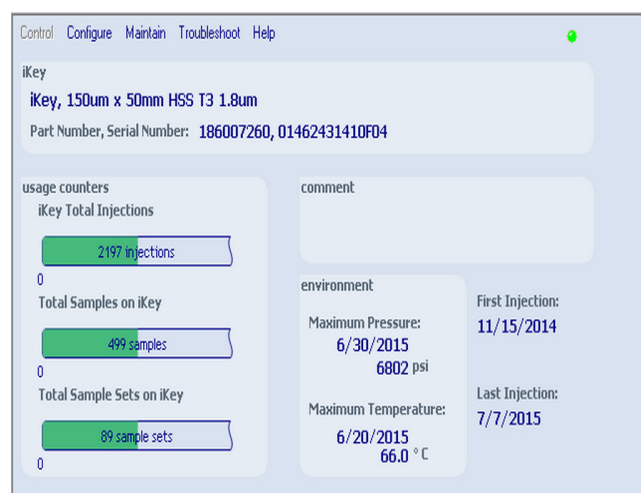 Control Configure Maintain Troubleshoot Help
iKey
iKey, 150um x 50mm HSS T3 1.8um
Part Number, Serial Number: 186007260, 01462431410F04
usage counters
iKey Total Injections
2197 injections
0
Total Samples on iKey
499 samples
0
Total Sample Sets on iKey
89 sample sets
0
comment
environment
Maximum Pressure:
6/30/2015
6802 psi
Maximum Temperature:
6/20/2015
66.0 °C
First Injection:
11/15/2014
Last Injection:
7/7/2015